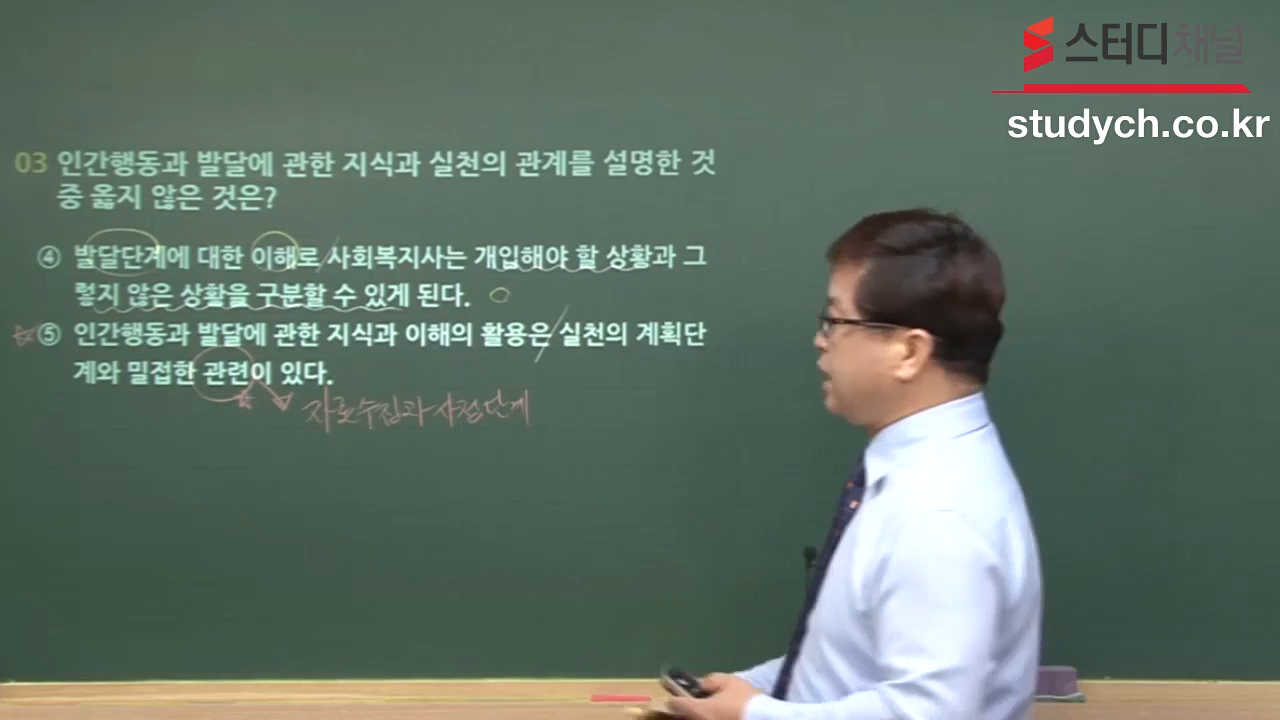 스터디채널
studych.co.kr
03 인간행동과 발달에 관한 지식과 실천의 관계를 설명한 것
중 옳지 않은 것은?
④ 발달단계에 대한 이해로 사회복지사는 개입해야 할 상황과 그
렇지 않은 상황을 구분할 수 있게 된다.
⑤ 인간행동과 발달에 관한 지식과 이해의 활용은 실천의 계획단
계와 밀접한 관련이 있다.
자료수집과 사정단계